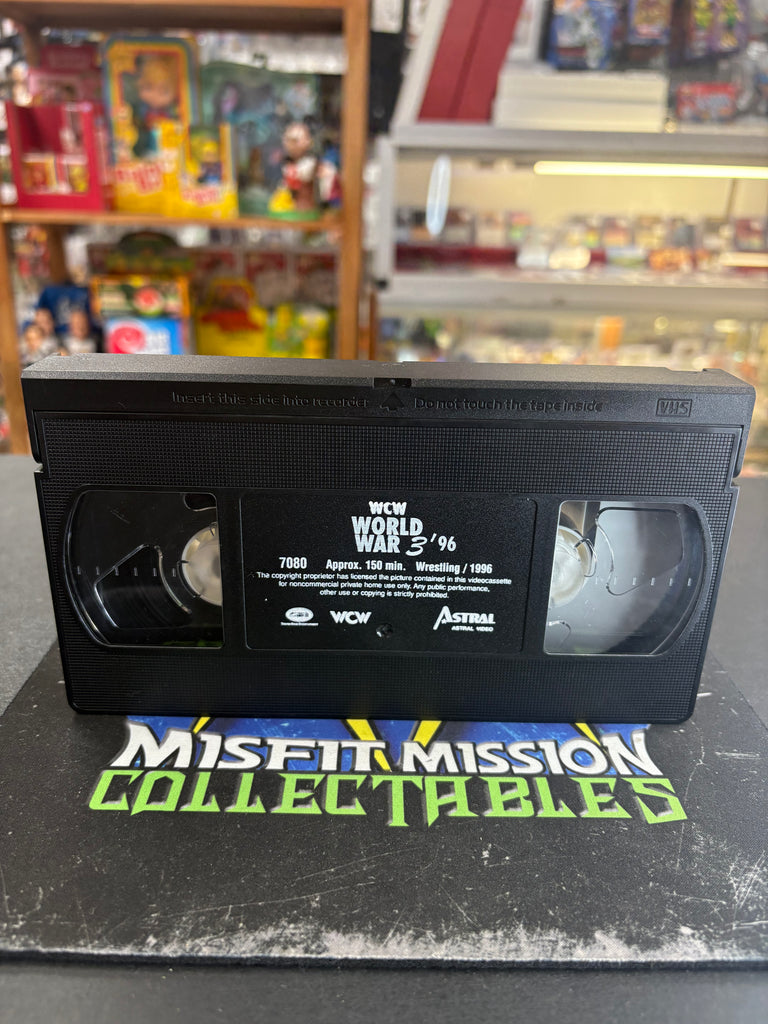 Insert this side into recorder Do not touch the tape inside VHS
WCW
WORLD
WAR 3 '96
7080 Approx. 150 min. Wrestling / 1996
The copyright proprietor has licensed the picture contained in this videocassette
for noncommercial private home use only. Any public performance,
other use or copying is strictly prohibited.
WCW ASTRAL
ASTRAL VIDEO
MISFIT MISSION
COLLECTABLES